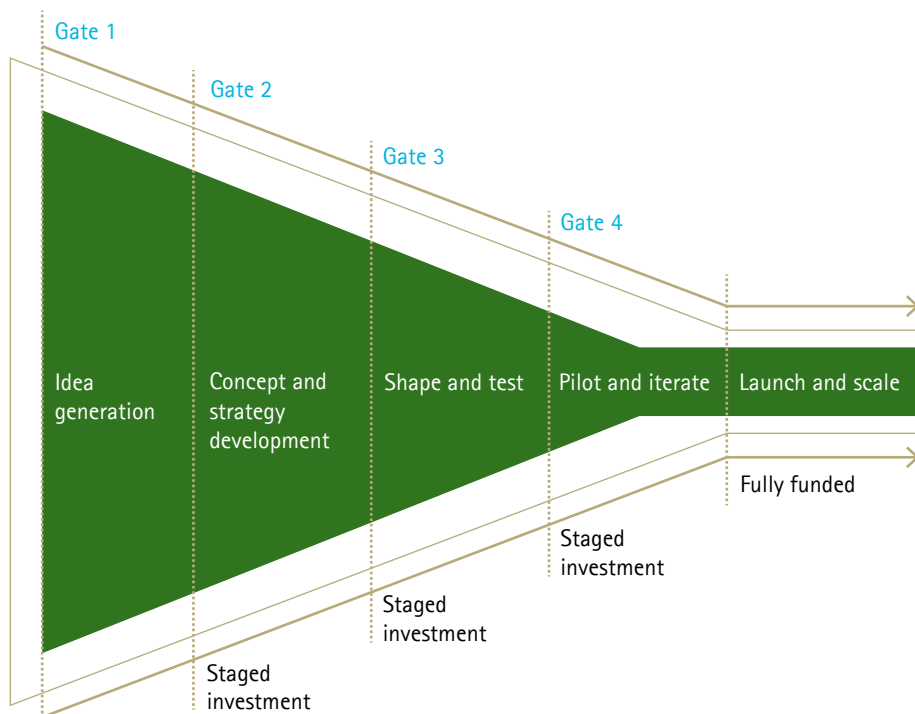 Gate 1
Gate 2
Gate 3
Gate 4
Idea
generation
Concept and
strategy
development
Shape and test
Pilot and iterate
Launch and scale
Fully funded
Staged
investment
Staged
investment
Staged
investment